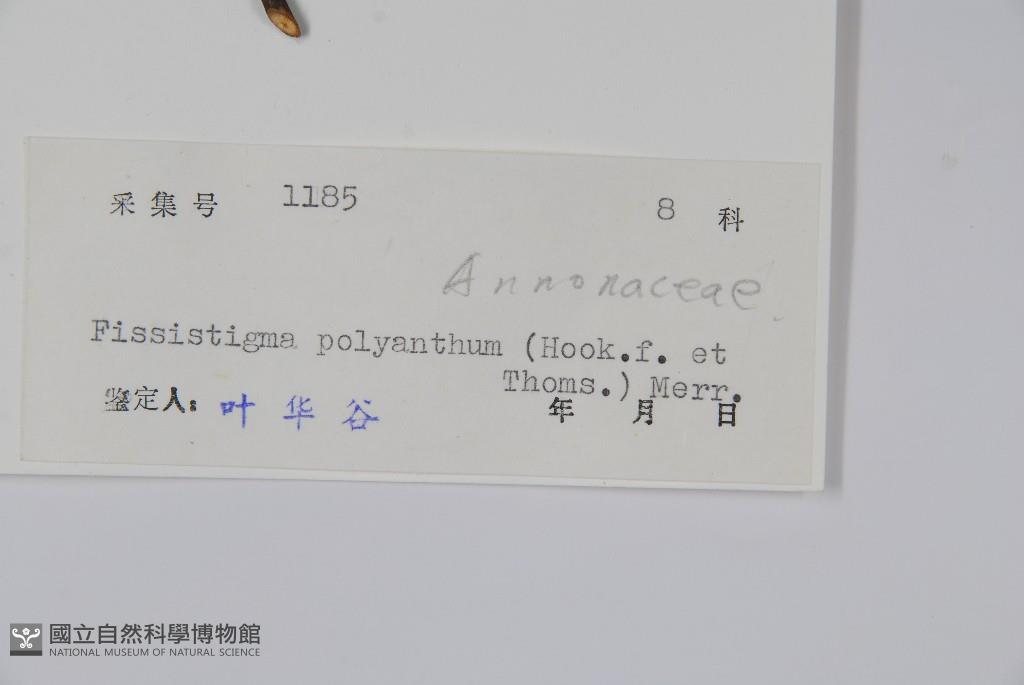 采集号 1185 8 科
Annonaceae
Fissistigma polyanthum (Hook.f. et
Thoms.) Merr.
鉴定人: 叶华谷 年 月 日
國立自然科學博物館
NATIONAL MUSEUM OF NATURAL SCIENCE